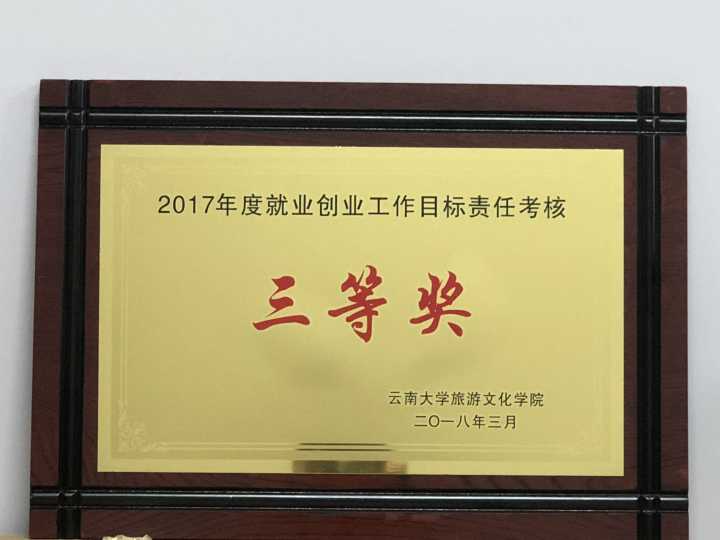 2017年度就业创业工作目标责任考核
三等奖
云南大学旅游文化学院
二〇一八年三月